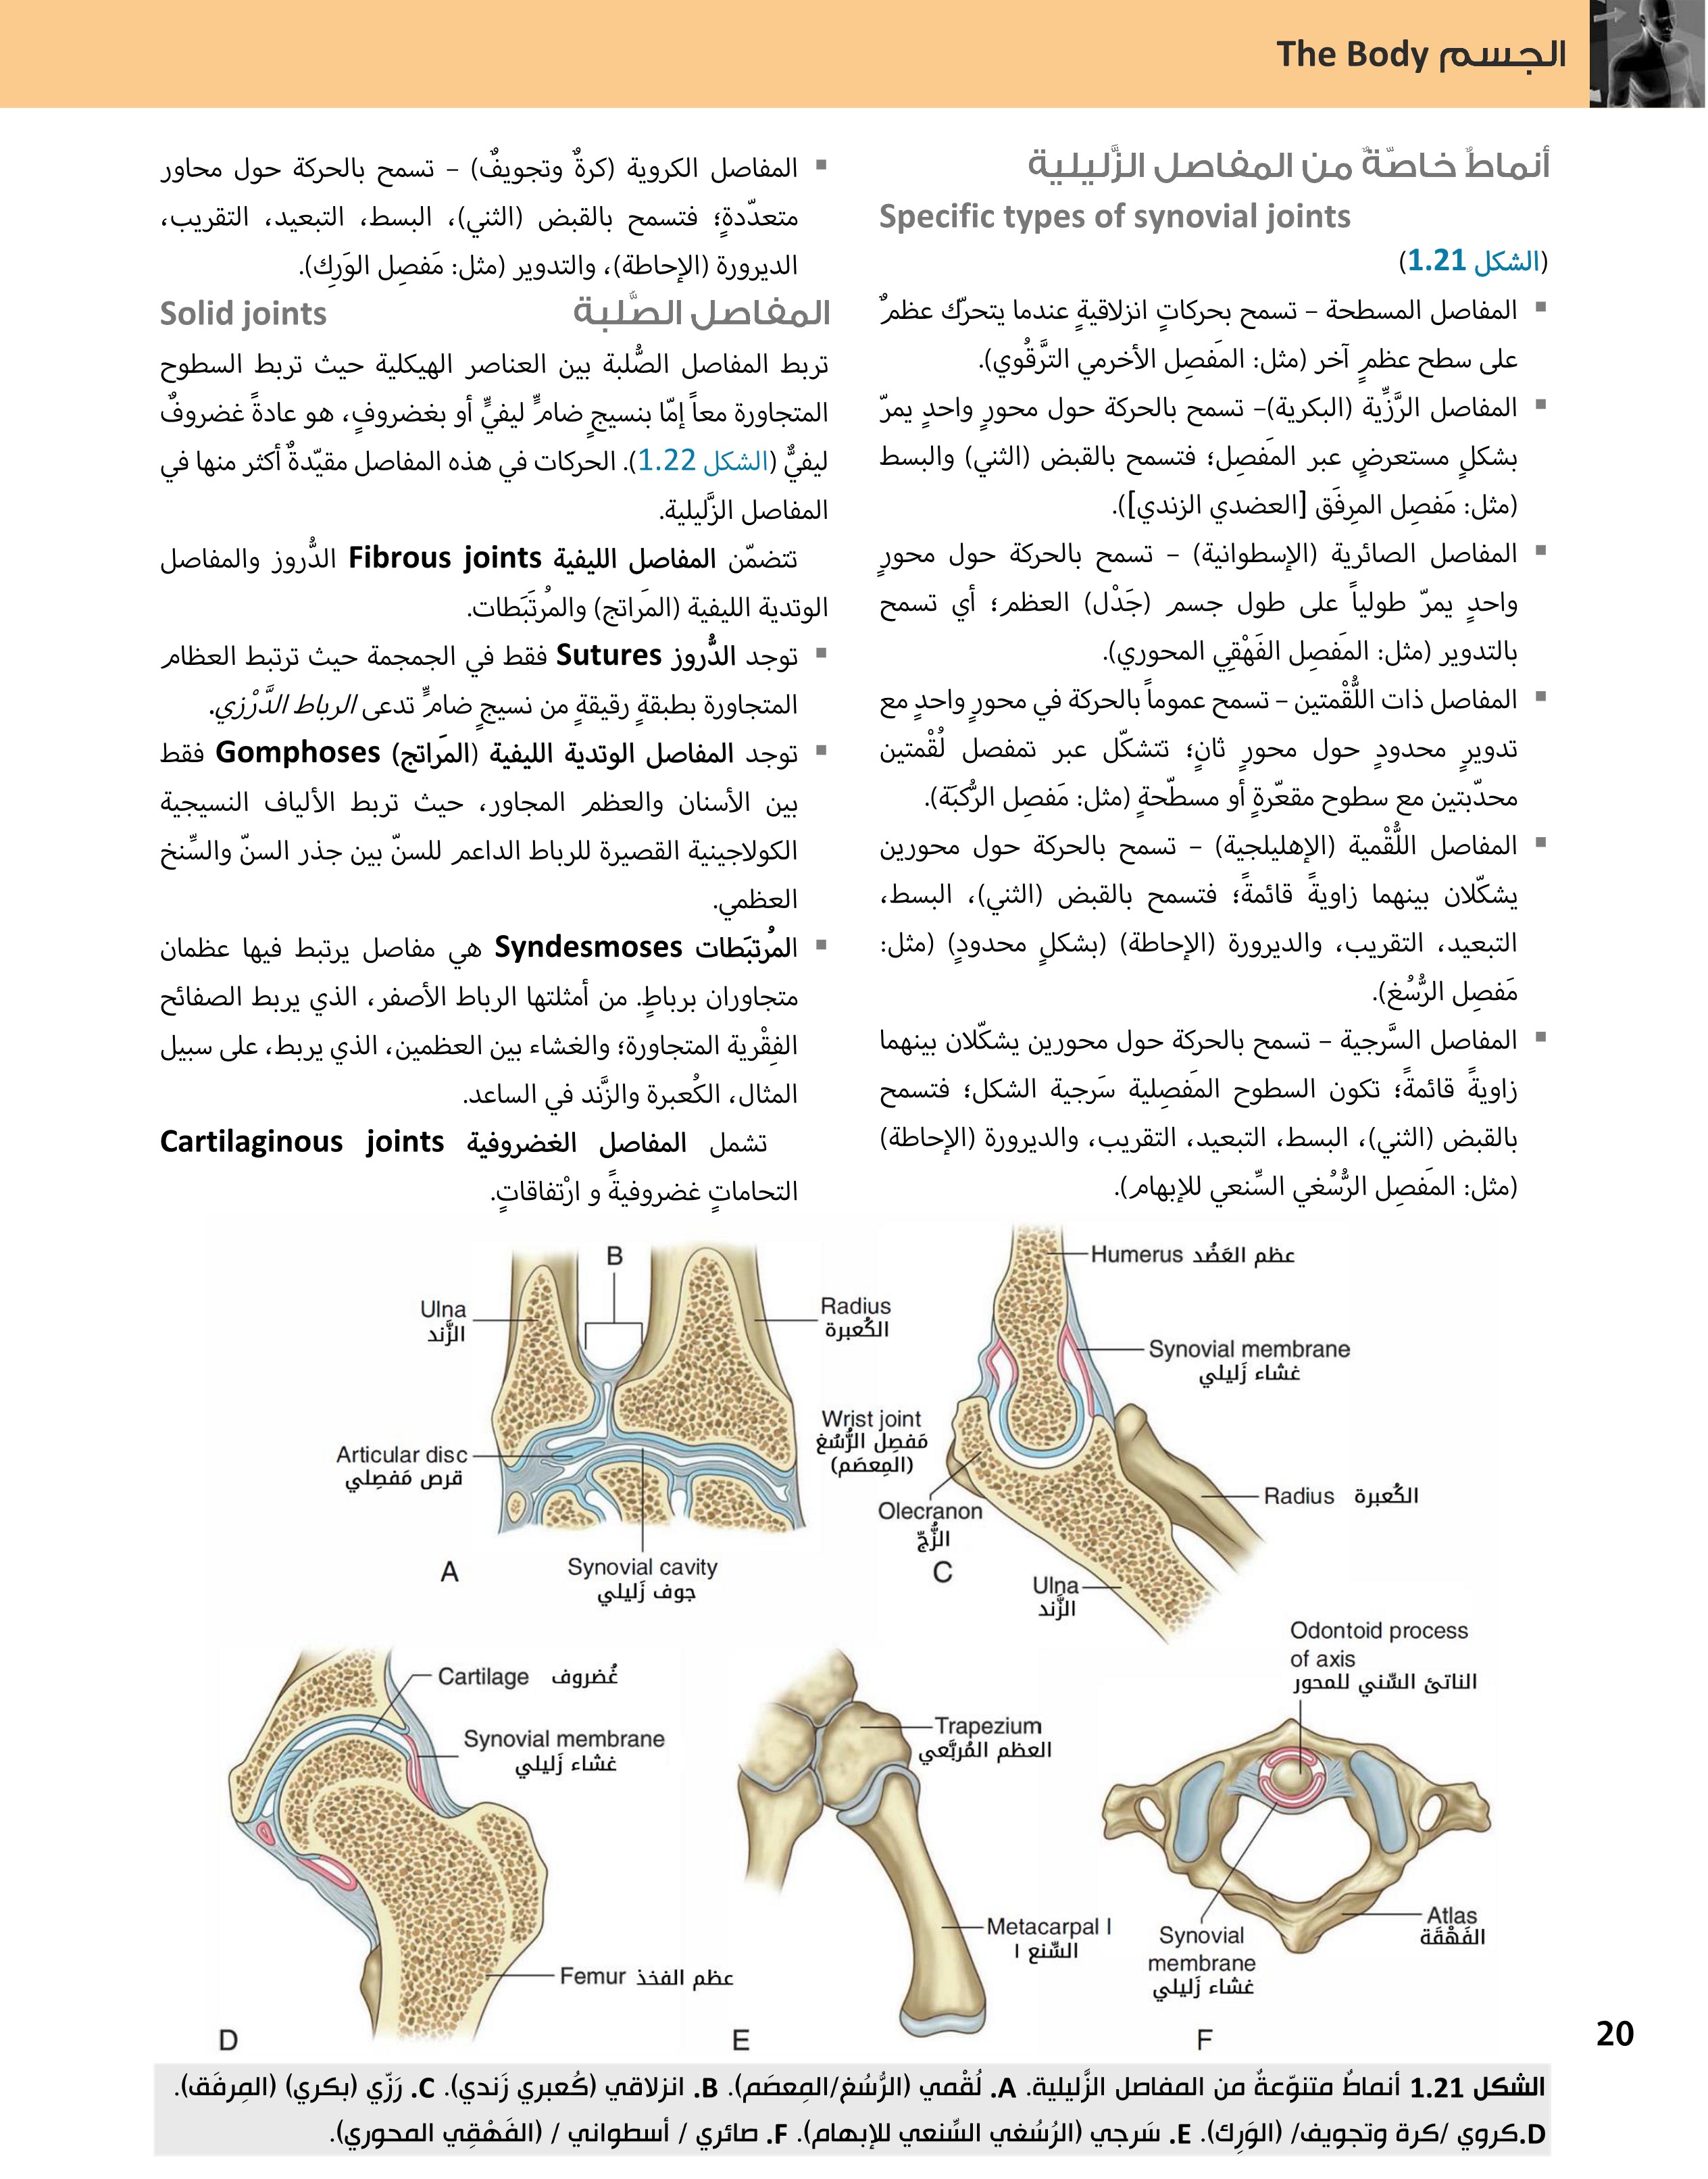 الجسم The Body
أنماطٌ خاصّةٌ من المفاصل الزَّليلية
Specific types of synovial joints
(الشكل 1.21)
▪ المفاصل المسطحة – تسمح بحركاتٍ انزلاقيةٍ عندما يتحرّك عظمٌ
على سطح عظمٍ آخر (مثل: المَفصِل الأخرمي التَّرقُوي).
▪ المفاصل الرَّزِّية (البكرية)– تسمح بالحركة حول محورٍ واحدٍ يمرّ
بشكلٍ مستعرضٍ عبر المَفصِل؛ فتسمح بالقبض (الثني) والبسط
(مثل: مَفصِل المِرفَق [العضدي الزندي]).
▪ المفاصل الصائرية (الإسطوانية) – تسمح بالحركة حول محورٍ
واحدٍ يمرّ طولياً على طول جسم (جَدْل) العظم؛ أي تسمح
بالتدوير (مثل: المَفصِل الفَهْقِي المحوري).
▪ المفاصل ذات اللُّقْمتين – تسمح عموماً بالحركة في محورٍ واحدٍ مع
تدويرٍ محدودٍ حول محورٍ ثانٍ؛ تتشكّل عبر تمفصل لُقْمتين
محدّبتين مع سطوح مقعّرةٍ أو مسطّحةٍ (مثل: مَفصِل الرُّكبَة).
▪ المفاصل اللُّقْمية (الإهليلجية) – تسمح بالحركة حول محورين
يشكّلان بينهما زاويةً قائمةً؛ فتسمح بالقبض (الثني)، البسط،
التبعيد، التقريب، والديرورة (الإحاطة) (بشكلٍ محدودٍ) (مثل:
مَفصِل الرُّسُغ).
▪ المفاصل السَّرجية – تسمح بالحركة حول محورين يشكّلان بينهما
زاويةً قائمةً؛ تكون السطوح المَفصِلية سَرجية الشكل؛ فتسمح
بالقبض (الثني)، البسط، التبعيد، التقريب، والديرورة (الإحاطة)
(مثل: المَفصِل الرُّسُغي السِّنعي للإبهام).
▪ المفاصل الكروية (كرةٌ وتجويفٌ) – تسمح بالحركة حول محاور
متعدّدةٍ؛ فتسمح بالقبض (الثني)، البسط، التبعيد، التقريب،
الديرورة (الإحاطة)، والتدوير (مثل: مَفصِل الوَرِك).
المفاصل الصَّلبة Solid joints
تربط المفاصل الصُّلبة بين العناصر الهيكلية حيث تربط السطوح
المتجاورة معاً إمّا بنسيجٍ ضامٍّ ليفيٍّ أو بغضروفٍ، هو عادةً غضروفٌ
ليفيٌّ (الشكل 1.22). الحركات في هذه المفاصل مقيّدةٌ أكثر منها في
المفاصل الزَّليلية.
تتضمّن المفاصل الليفية Fibrous joints الدُّروز والمفاصل
الوتدية الليفية (المَراتج) والمُرتَبَطات.
▪ توجد الدُّروز Sutures فقط في الجمجمة حيث ترتبط العظام
المتجاورة بطبقةٍ رقيقةٍ من نسيجٍ ضامٍّ تدعى الرباط الدَّرْزي.
▪ توجد المفاصل الوتدية الليفية (المَراتج) Gomphoses فقط
بين الأسنان والعظم المجاور، حيث تربط الألياف النسيجية
الكولاجينية القصيرة للرباط الداعم للسنّ بين جذر السنّ والسِّنخ
العظمي.
▪ المُرتبَطات Syndesmoses هي مفاصل يرتبط فيها عظمان
متجاوران برباطٍ. من أمثلتها الرباط الأصفر، الذي يربط الصفائح
الفِقْرية المتجاورة؛ والغشاء بين العظمين، الذي يربط، على سبيل
المثال، الكُعبرة والزَّند في الساعد.
تشمل المفاصل الغضروفية Cartilaginous joints
التحاماتٍ غضروفيةً و ارْتفاقاتٍ.
B
Ulna
الزَّند
Radius
الكُعبرة
Articular disc
قرص مَفصِلي
Wrist joint
مَفصِل الرُّسُغ
(المِعصَم)
Synovial cavity
جوف زَليلي
A
Humerus عظم العَضُد
Synovial membrane
غشاء زَليلي
Olecranon
الزُّجّ
Radius الكُعبرة
Ulna
الزَّند
C
Cartilage غُضروف
Synovial membrane
غشاء زَليلي
Femur عظم الفخذ
D
Trapezium
العظم المُربَّعي
Metacarpal I
السِّنع I
E
Odontoid process
of axis
الناتئ السِّني للمحور
Synovial
membrane
غشاء زَليلي
Atlas
الفَهْقَة
F
20
الشكل 1.21 أنماطٌ متنوّعةٌ من المفاصل الزَّليلية. A. لُقْمي (الرُّسُغ/المِعصَم). B. انزلاقي (كُعبري زَندي). C. رَزّي (بكري) (المِرفَق).
D.كروي /كرة وتجويف/ (الوَرِك). E. سَرجي (الرُسُغي السِّنعي للإبهام). F. صائري / أسطواني / (الفَهْقِي المحوري).